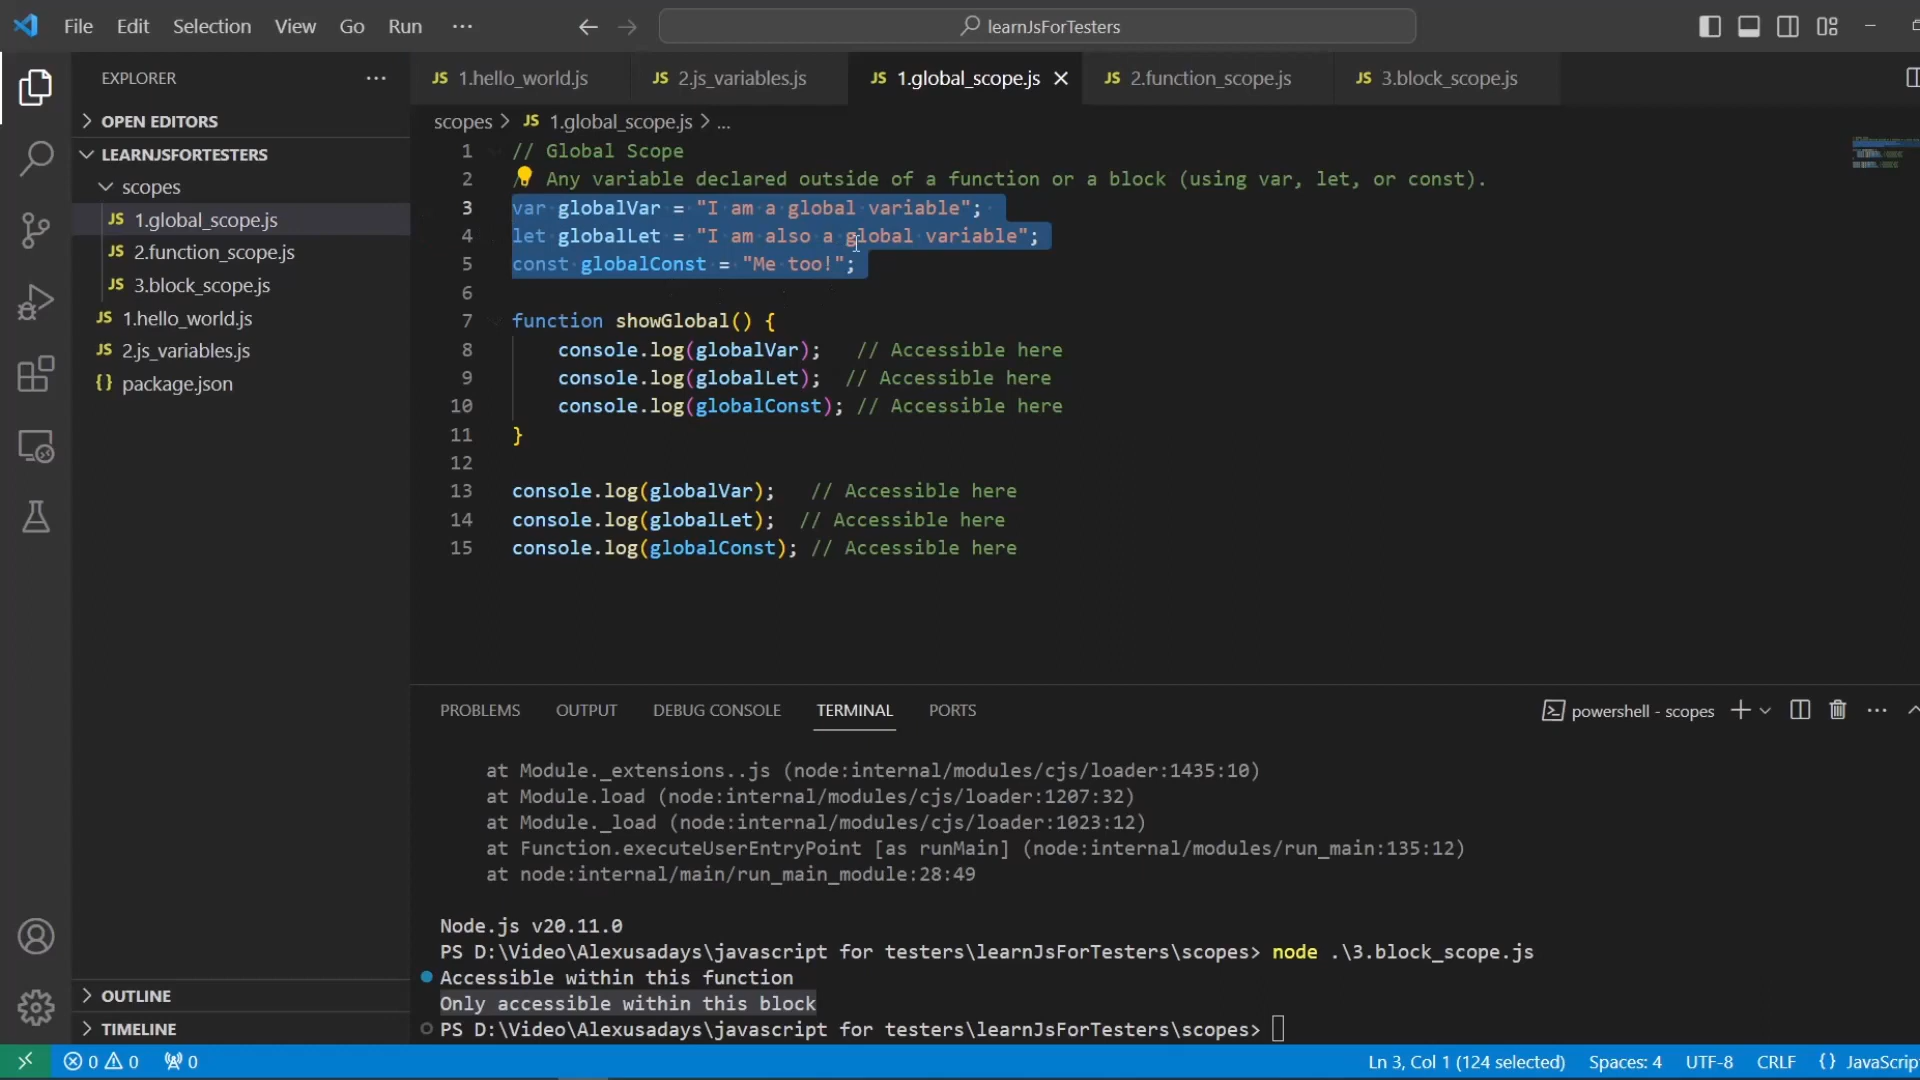 File Edit Selection View Go Run ··· learnJsForTesters
EXPLORER ···
OPEN EDITORS
LEARNJSFORTESTERS
scopes
JS 1.global_scope.js
JS 2.function_scope.js
JS 3.block_scope.js
JS 1.hello_world.js
JS 2.js_variables.js
{} package.json
OUTLINE
TIMELINE
JS 1.hello_world.js JS 2.js_variables.js JS 1.global_scope.js JS 2.function_scope.js JS 3.block_scope.js
scopes > JS 1.global_scope.js > ...
1 // Global Scope
2 / Any variable declared outside of a function or a block (using var, let, or const).
3 var globalVar = "I am a global variable";
4 let globalLet = "I am also a global variable";
5 const globalConst = "Me too!";
6
7 function showGlobal() {
8 console.log(globalVar); // Accessible here
9 console.log(globalLet); // Accessible here
10 console.log(globalConst); // Accessible here
11 }
12
13 console.log(globalVar); // Accessible here
14 console.log(globalLet); // Accessible here
15 console.log(globalConst); // Accessible here
PROBLEMS OUTPUT DEBUG CONSOLE TERMINAL PORTS powershell - scopes
at Module._extensions..js (node:internal/modules/cjs/loader:1435:10)
at Module.load (node:internal/modules/cjs/loader:1207:32)
at Module._load (node:internal/modules/cjs/loader:1023:12)
at Function.executeUserEntryPoint [as runMain] (node:internal/modules/run_main:135:12)
at node:internal/main/run_main_module:28:49
Node.js v20.11.0
PS D:\Video\Alexusadays\javascript for testers\learnJsForTesters\scopes> node .\3.block_scope.js
Accessible within this function
Only accessible within this block
PS D:\Video\Alexusadays\javascript for testers\learnJsForTesters\scopes>
0 0 0 Ln 3, Col 1 (124 selected) Spaces: 4 UTF-8 CRLF {} JavaScrip